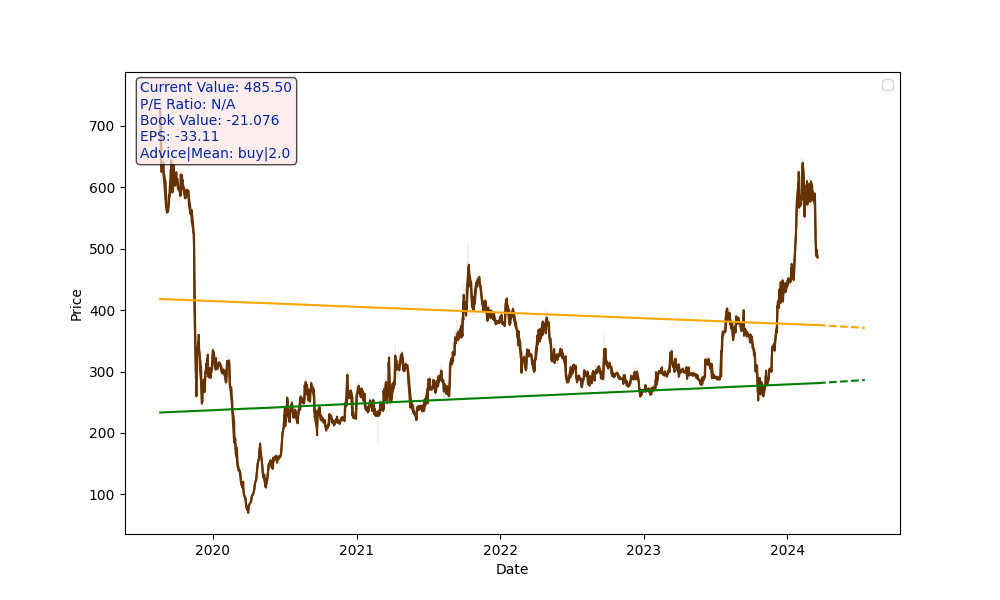 Current Value: 485.50
P/E Ratio: N/A
Book Value: -21.076
EPS: -33.11
Advice|Mean: buy|2.0
Price
700
600
500
400
300
200
100
2020 2021 2022 2023 2024
Date